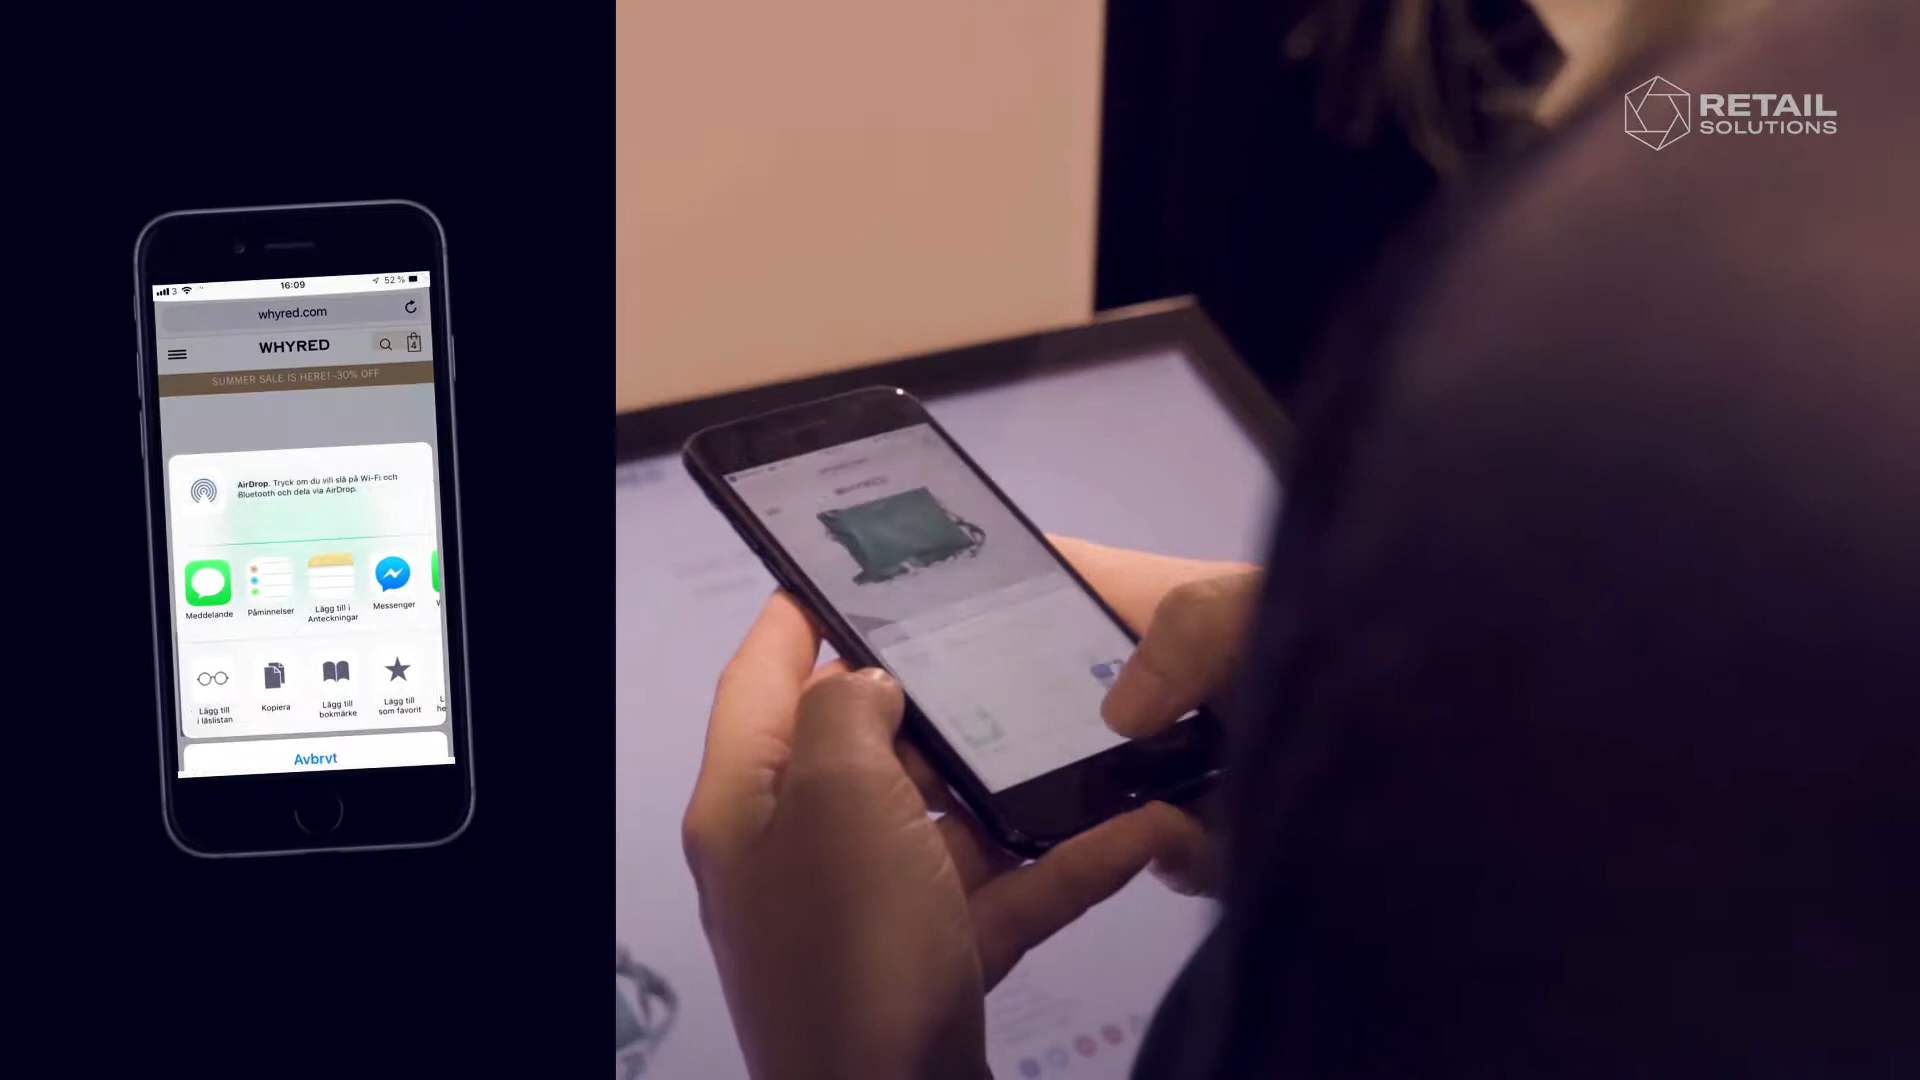 RETAIL
SOLUTIONS
3
16:09
52 %
whyred.com
WHYRED
4
SUMMER SALE IS HERE! -30% OFF
AirDrop. Tryck om du vill slå på Wi-Fi och
Bluetooth och dela via AirDrop.
Meddelande
Påminnelser
Lägg till i
Anteckningar
Messenger
Lägg till
i läslistan
Kopiera
Lägg till
bokmärke
Lägg till
som favorit
Avbryt